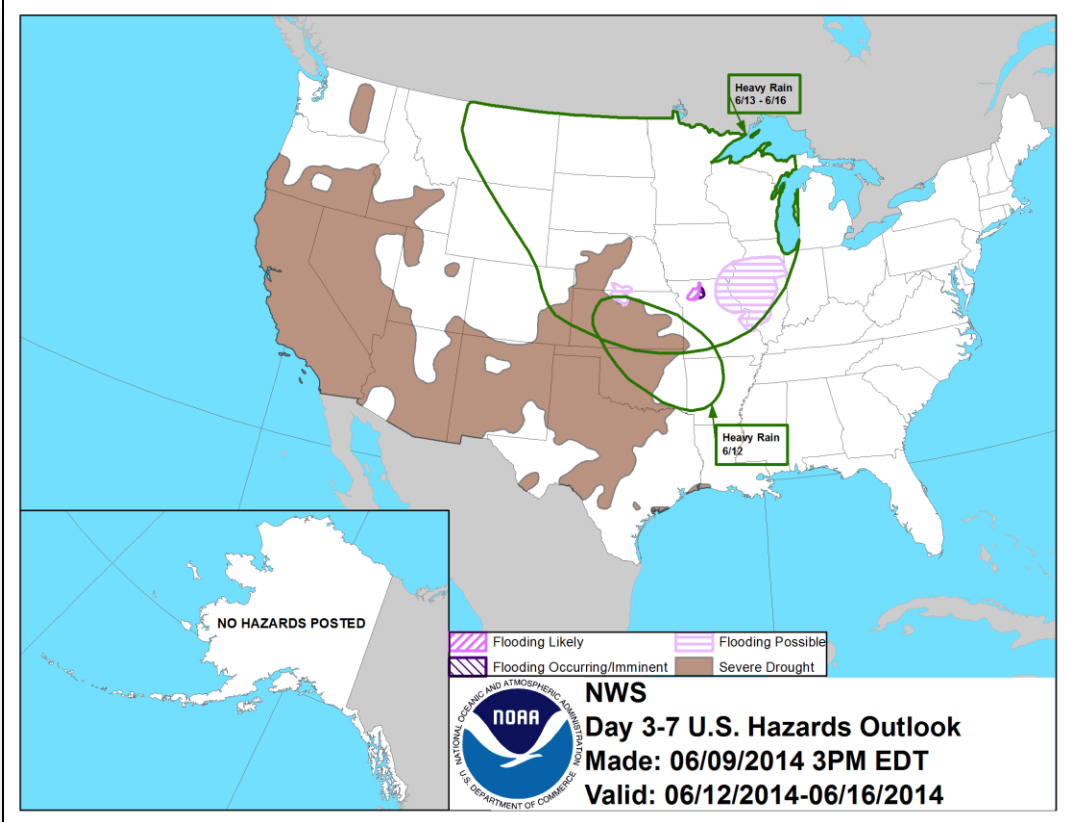 Heavy Rain
6/13 - 6/16
Heavy Rain
6/12
NO HAZARDS POSTED
Flooding Likely
Flooding Possible
Flooding Occurring/Imminent
Severe Drought
NATIONAL OCEANIC AND ATMOSPHERIC ADMINISTRATION
NOAA
U.S. DEPARTMENT OF COMMERCE
NWS
Day 3-7 U.S. Hazards Outlook
Made: 06/09/2014 3PM EDT
Valid: 06/12/2014-06/16/2014